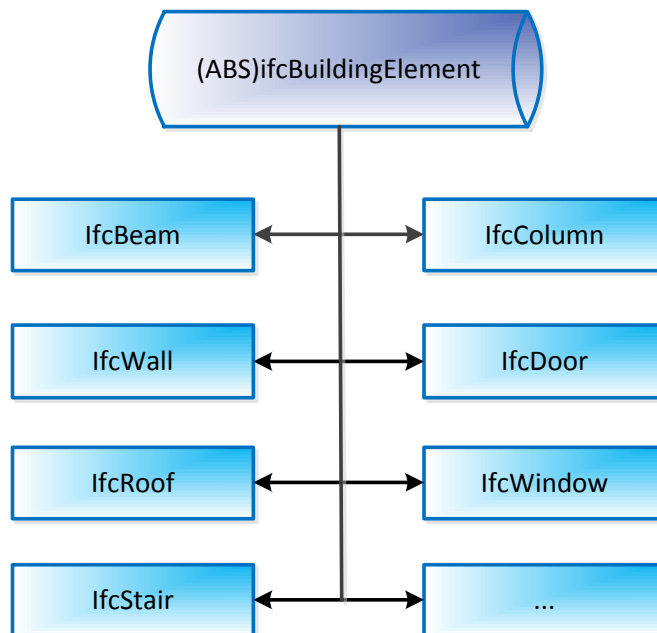 (ABS)ifcBuildingElement
IfcBeam
IfcColumn
IfcWall
IfcDoor
IfcRoof
IfcWindow
IfcStair
...